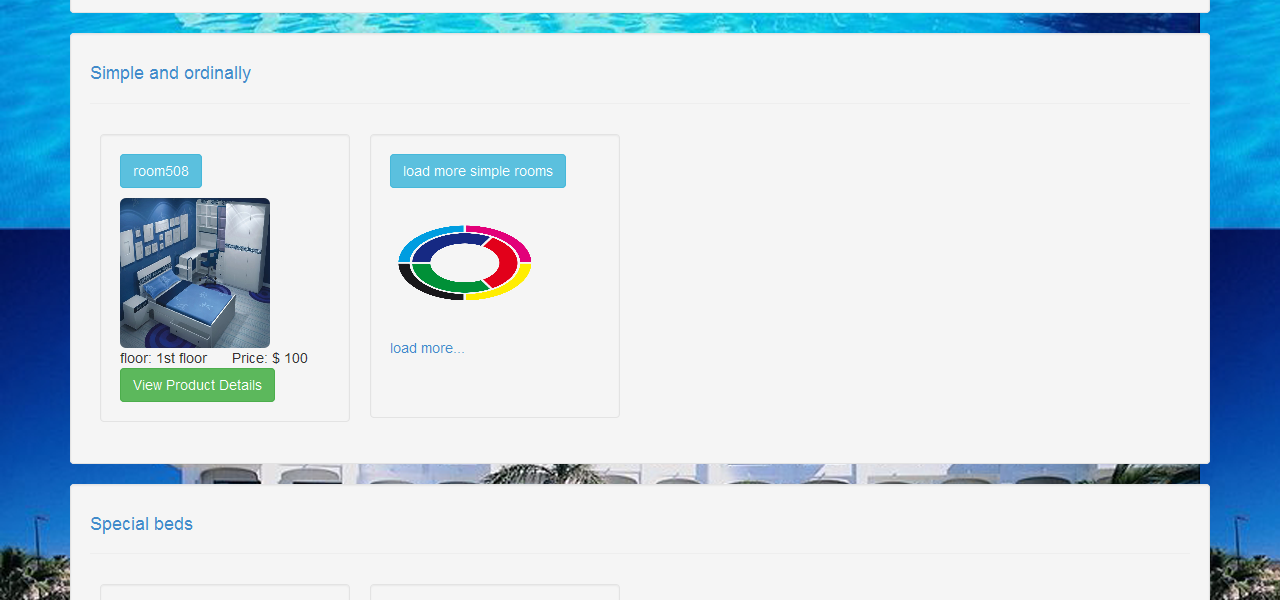 Simple and ordinally
room508
load more simple rooms
floor: 1st floor Price: $ 100
View Product Details
load more...
Special beds